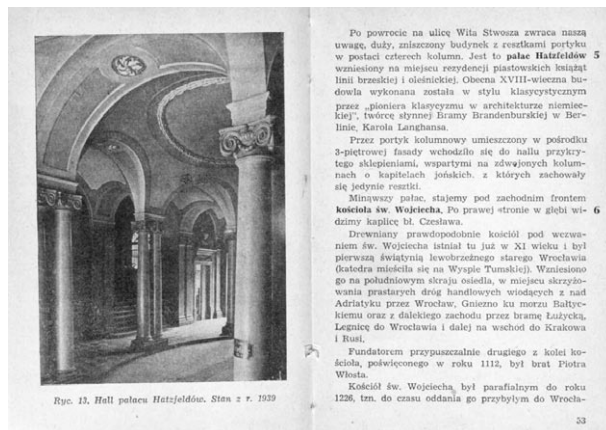 Ryc. 13. Hall pałacu Hatzfeldów. Stan z r. 1939
Po powrocie na ulicę Wita Stwosza zwraca naszą
uwagę, duży, zniszczony budynek z resztkami portyku
w postaci czterech kolumn. Jest to pałac Hatzfeldów 5
wzniesiony na miejscu rezydencji piastowskich książąt
linii brzeskiej i oleśnickiej. Obecna XVIII-wieczna bu-
dowla wykonana została w stylu klasycystycznym
przez „pioniera klasycyzmu w architekturze niemiec-
kiej”, twórcę słynnej Bramy Brandenburskiej w Ber-
linie, Karola Langhansa.
Przez portyk kolumnowy umieszczony w pośrodku
3-piętrowej fasady wchodziło się do hallu przykry-
tego sklepieniami, wspartymi na zdwojonych kolum-
nach o kapitelach jońskich, z których zachowały
się jedynie resztki.
Minąwszy pałac, stajemy pod zachodnim frontem
kościoła św. Wojciecha. Po prawej stronie w głębi wi- 6
dzimy kaplicę bł. Czesława.
Drewniany prawdopodobnie kościół pod wezwa-
niem św. Wojciecha istniał tu już w XI wieku i był
pierwszą świątynią lewobrzeżnego starego Wrocławia
(katedra mieściła się na Wyspie Tumskiej). Wzniesiono
go na południowym skraju osiedla, w miejscu skrzyżo-
wania prastarych dróg handlowych wiodących z nad
Adriatyku przez Wrocław, Gniezno ku morzu Bałtyc-
kiemu oraz z dalekiego zachodu przez bramę Łużycką,
Legnicę do Wrocławia i dalej na wschód do Krakowa
i Rusi.
Fundatorem przypuszczalnie drugiego z kolei ko-
ścioła, poświęconego w roku 1112, był brat Piotra
Włosta.
Kościół św. Wojciecha był parafialnym do roku
1226, tzn. do czasu oddania go przybyłym do Wrocła-
53